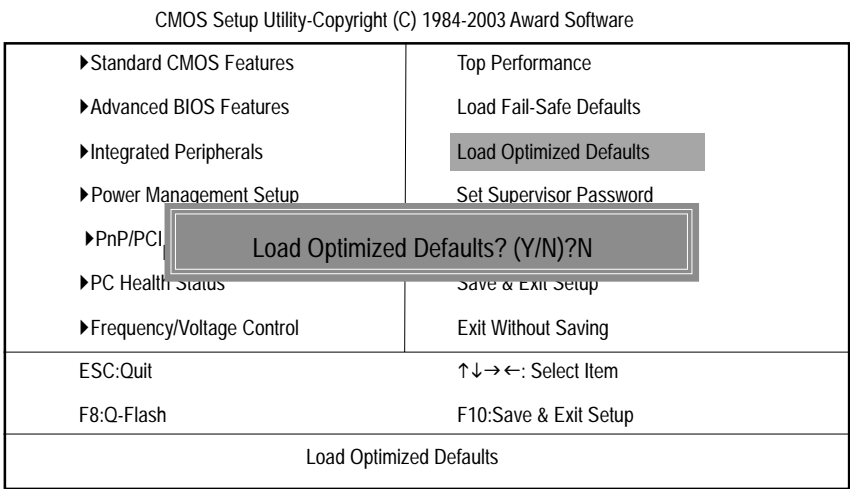 CMOS Setup Utility-Copyright (C) 1984-2003 Award Software
▶Standard CMOS Features
▶Advanced BIOS Features
▶Integrated Peripherals
▶Power Management Setup
▶PnP/PCI
▶PC Health Status
▶Frequency/Voltage Control
Top Performance
Load Fail-Safe Defaults
Load Optimized Defaults
Set Supervisor Password
Save & Exit Setup
Exit Without Saving
Load Optimized Defaults? (Y/N)?N
ESC:Quit
↑↓→←: Select Item
F8:Q-Flash
F10:Save & Exit Setup
Load Optimized Defaults